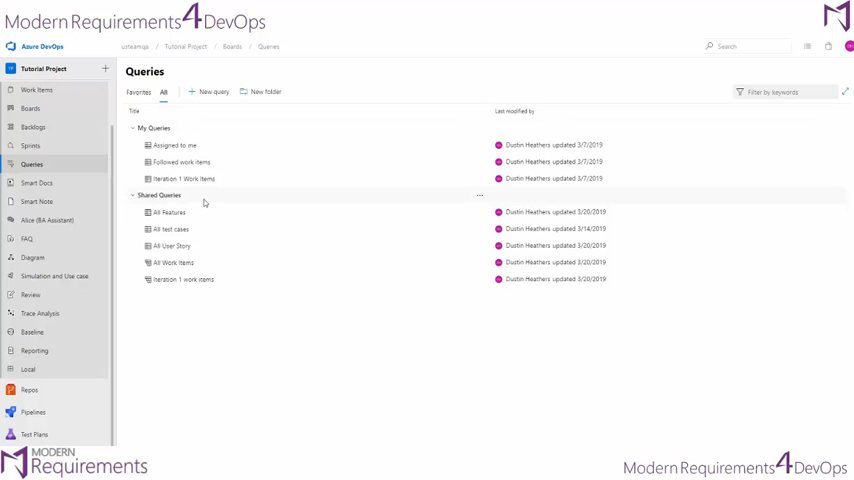 Modern Requirements4DevOps
Azure DevOps
Tutorial Project / Boards / Queries
Search
Tutorial Project
Queries
Favorites
All
New query
New folder
Filter by keywords
Title
Last modified by
My Queries
Assigned to me
Dustin Heathers updated 3/7/2019
Followed work items
Dustin Heathers updated 3/7/2019
Iteration 1 Work Items
Dustin Heathers updated 3/7/2019
Shared Queries
All Features
Dustin Heathers updated 3/20/2019
All test cases
Dustin Heathers updated 3/14/2019
All User Story
Dustin Heathers updated 3/20/2019
All Work Items
Dustin Heathers updated 3/20/2019
Iteration 1 work items
Dustin Heathers updated 3/20/2019
Work Items
Boards
Backlogs
Sprints
Queries
Smart Docs
Smart Note
Alice (BA Assistant)
FAQ
Diagram
Simulation and Use case
Review
Trace Analysis
Baseline
Reporting
Local
Repos
Pipelines
Test Plans
MODERN
Requirements
Modern Requirements4DevOps